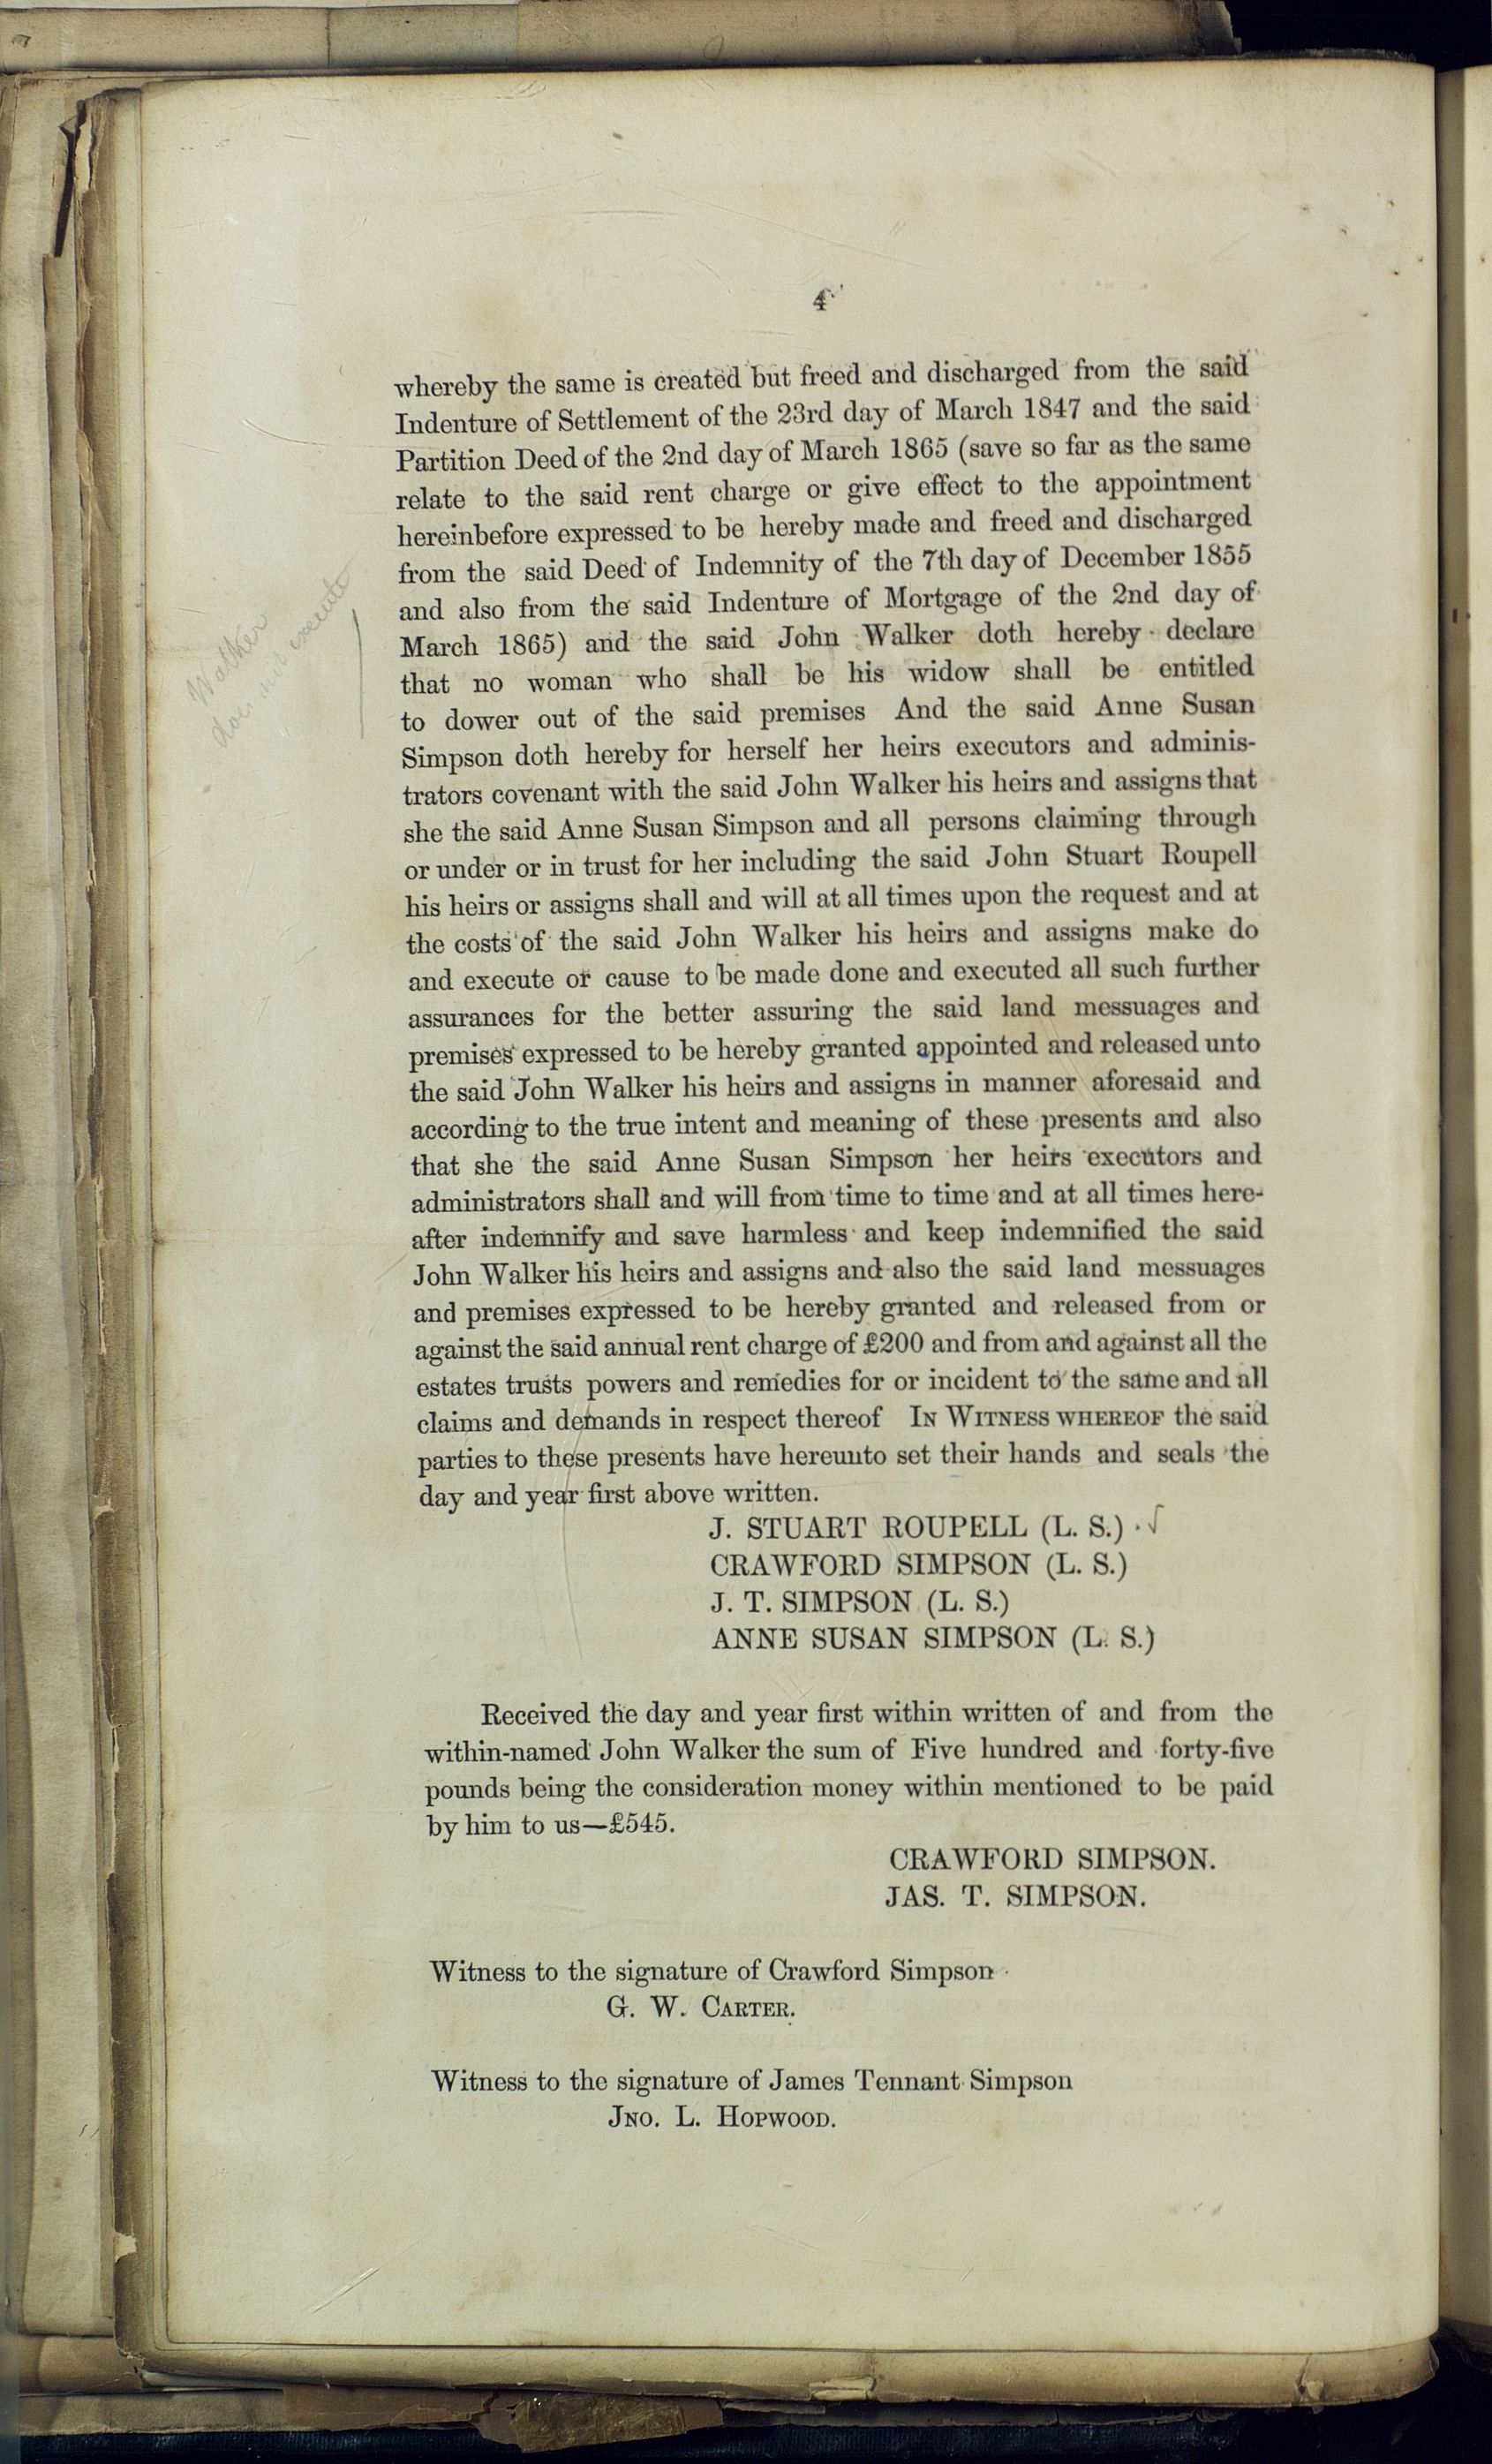 4
whereby the same is created but freed and discharged from the said
Indenture of Settlement of the 23rd day of March 1847 and the said
Partition Deed of the 2nd day of March 1865 (save so far as the same
relate to the said rent charge or give effect to the appointment
hereinbefore expressed to be hereby made and freed and discharged
from the said Deed of Indemnity of the 7th day of December 1855
and also from the said Indenture of Mortgage of the 2nd day of
March 1865) and the said John Walker doth hereby declare
that no woman who shall be his widow shall be entitled
to dower out of the said premises And the said Anne Susan
Simpson doth hereby for herself her heirs executors and adminis-
trators covenant with the said John Walker his heirs and assigns that
she the said Anne Susan Simpson and all persons claiming through
or under or in trust for her including the said John Stuart Roupell
his heirs or assigns shall and will at all times upon the request and at
the costs of the said John Walker his heirs and assigns make do
and execute or cause to be made done and executed all such further
assurances for the better assuring the said land messuages and
premises expressed to be hereby granted appointed and released unto
the said John Walker his heirs and assigns in manner aforesaid and
according to the true intent and meaning of these presents and also
that she the said Anne Susan Simpson her heirs executors and
administrators shall and will from time to time and at all times here-
after indemnify and save harmless and keep indemnified the said
John Walker his heirs and assigns and also the said land messuages
and premises expressed to be hereby granted and released from or
against the said annual rent charge of £200 and from and against all the
estates trusts powers and remedies for or incident to the same and all
claims and demands in respect thereof IN WITNESS WHEREOF the said
parties to these presents have hereunto set their hands and seals the
day and year first above written.
J. STUART ROUPELL (L. S.) √
CRAWFORD SIMPSON (L. S.)
J. T. SIMPSON (L. S.)
ANNE SUSAN SIMPSON (L. S.)
Received the day and year first within written of and from the
within-named John Walker the sum of Five hundred and forty-five
pounds being the consideration money within mentioned to be paid
by him to us—£545.
CRAWFORD SIMPSON.
JAS. T. SIMPSON.
Witness to the signature of Crawford Simpson
G. W. CARTER.
Witness to the signature of James Tennant Simpson
JNO. L. HOPWOOD.
Walker
does not execute